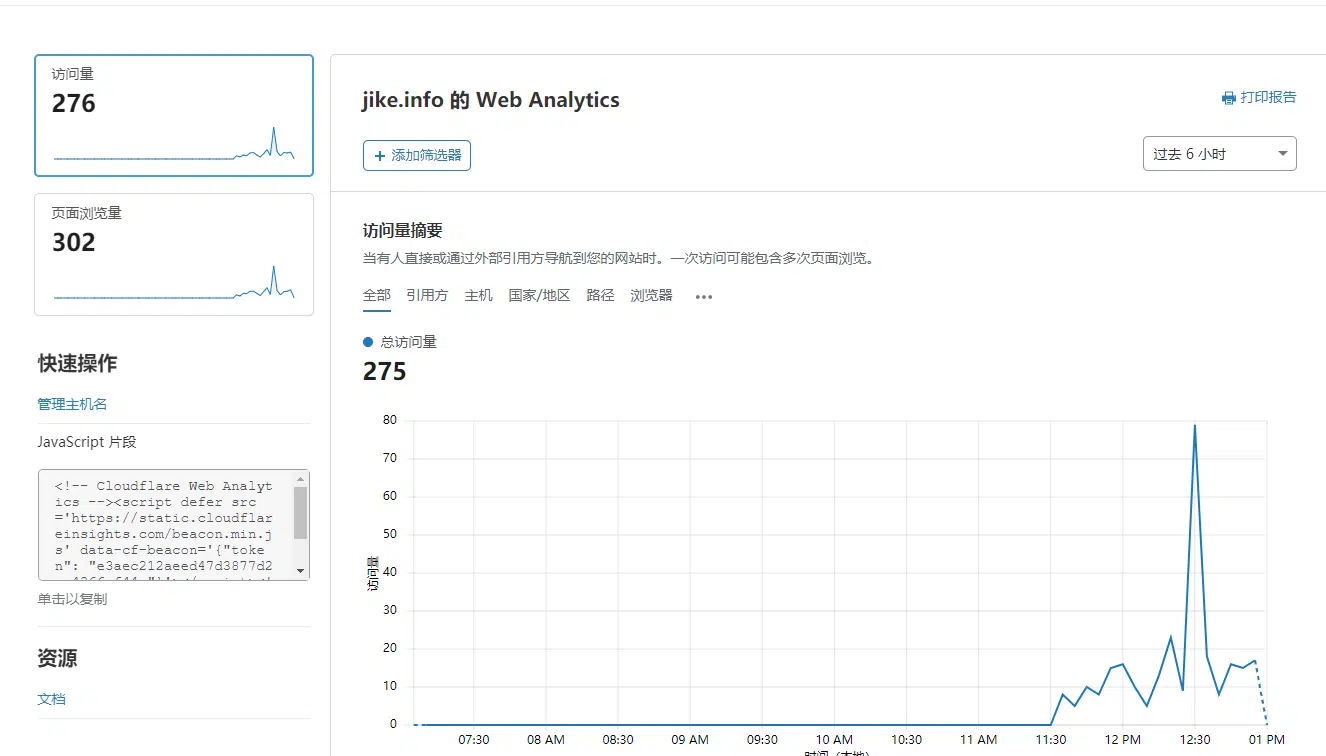 访问量
276
页面浏览量
302
快速操作
管理主机名
JavaScript 片段
<!-- Cloudflare Web Analyt
ics --><script defer src
='https://static.cloudflar
einsights.com/beacon.min.j
s' data-cf-beacon='{"toke
n": "e3aec212aeed47d3877d2
单击以复制
资源
文档
jike.info 的 Web Analytics
打印报告
+ 添加筛选器
过去 6 小时
访问量摘要
当有人直接或通过外部引用方导航到您的网站时。一次访问可能包含多次页面浏览。
全部 引用方 主机 国家/地区 路径 浏览器 •••
总访问量
275
访问量
80
70
60
50
40
30
20
10
0
07:30 08 AM 08:30 09 AM 09:30 10 AM 10:30 11 AM 11:30 12 PM 12:30 01 PM
时间（本地）